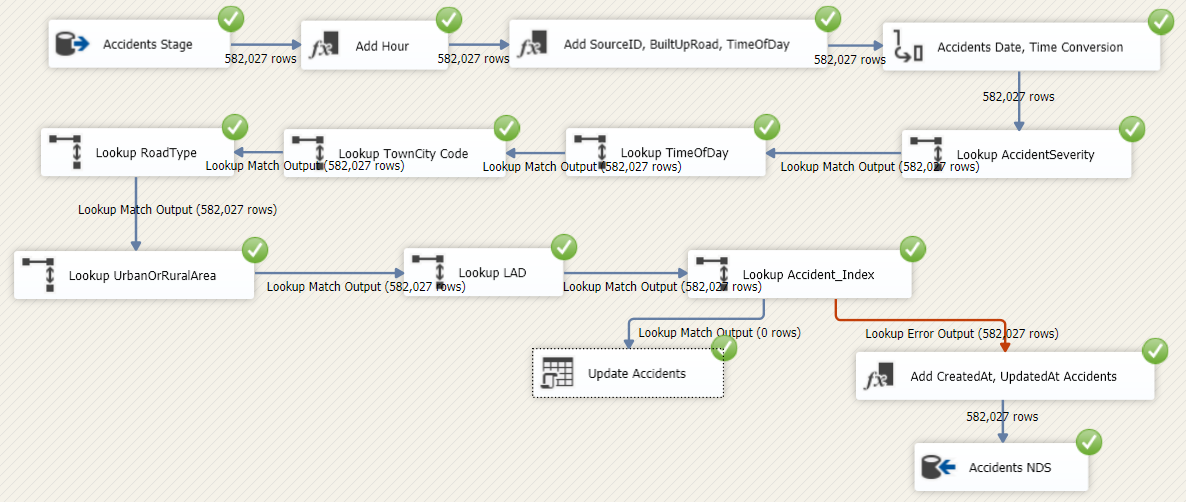 Accidents Stage
582,027 rows
Add Hour
582,027 rows
Add SourceID, BuiltUpRoad, TimeOfDay
582,027 rows
Accidents Date, Time Conversion
582,027 rows
Lookup AccidentSeverity
Lookup Match Output (582,027 rows)
Lookup TimeOfDay
Lookup Match Output (582,027 rows)
Lookup TownCity Code
Lookup Match Output (582,027 rows)
Lookup RoadType
Lookup Match Output (582,027 rows)
Lookup UrbanOrRuralArea
Lookup Match Output (582,027 rows)
Lookup LAD
Lookup Match Output (582,027 rows)
Lookup Accident_Index
Lookup Match Output (0 rows)
Update Accidents
Lookup Error Output (582,027 rows)
Add CreatedAt, UpdatedAt Accidents
582,027 rows
Accidents NDS